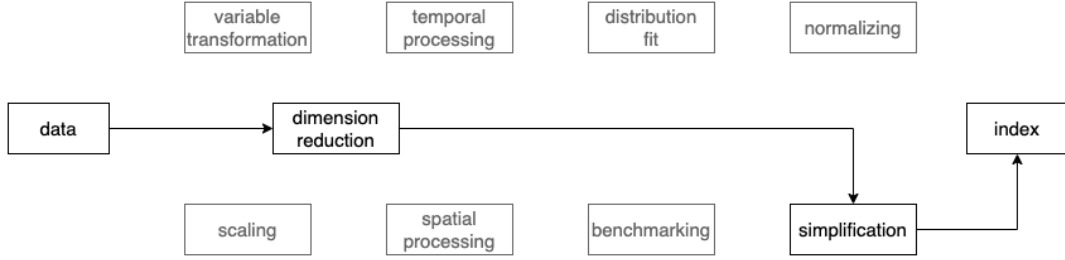 variable
transformation
temporal
processing
distribution
fit
normalizing
data
dimension
reduction
index
scaling
spatial
processing
benchmarking
simplification